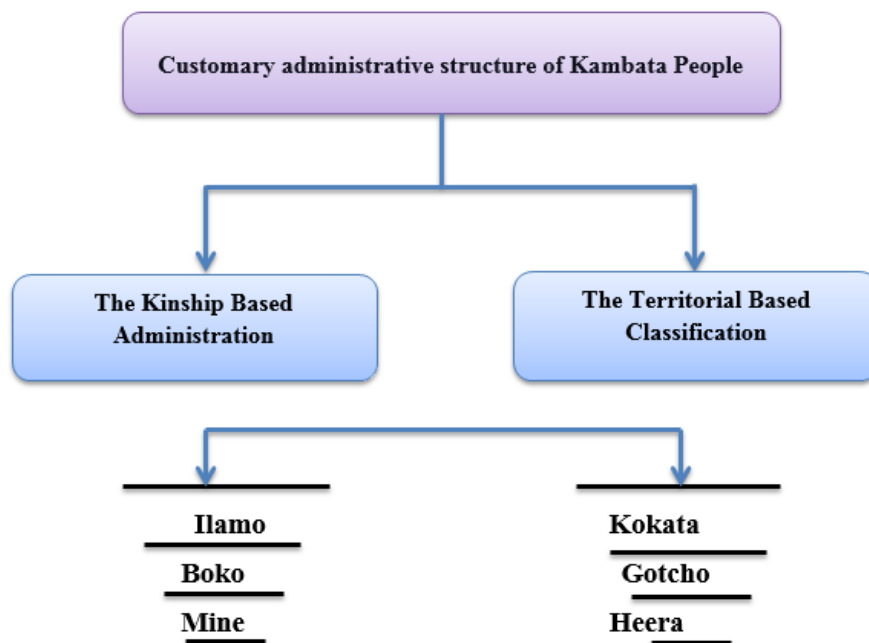 Customary administrative structure of Kambata People
The Kinship Based
Administration
The Territorial Based
Classification
Ilamo
Kokata
Boko
Gotcho
Mine
Heera